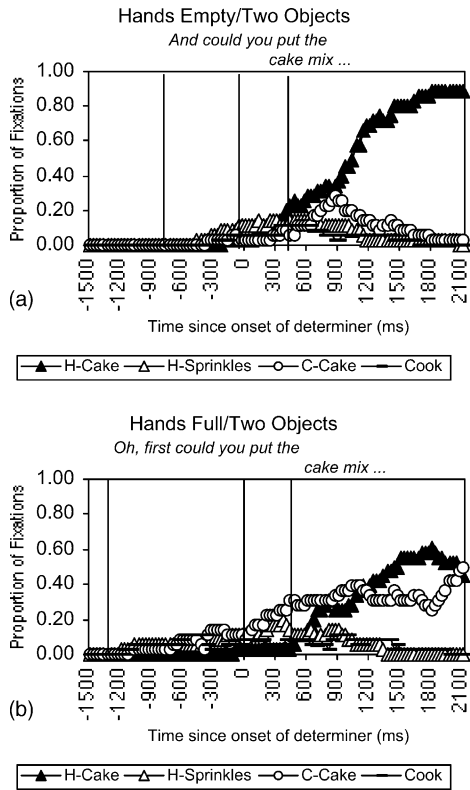 Hands Empty/Two Objects
And could you put the
cake mix ...
Proportion of Fixations
1.00
0.80
0.60
0.40
0.20
0.00
-1500 -1200 -900 -600 -300 0 300 600 900 1200 1500 1800 2100
(a)
Time since onset of determiner (ms)
H-Cake H-Sprinkles C-Cake Cook
Hands Full/Two Objects
Oh, first could you put the
cake mix ...
Proportion of Fixations
1.00
0.80
0.60
0.40
0.20
0.00
-1500 -1200 -900 -600 -300 0 300 600 900 1200 1500 1800 2100
(b)
Time since onset of determiner (ms)
H-Cake H-Sprinkles C-Cake Cook